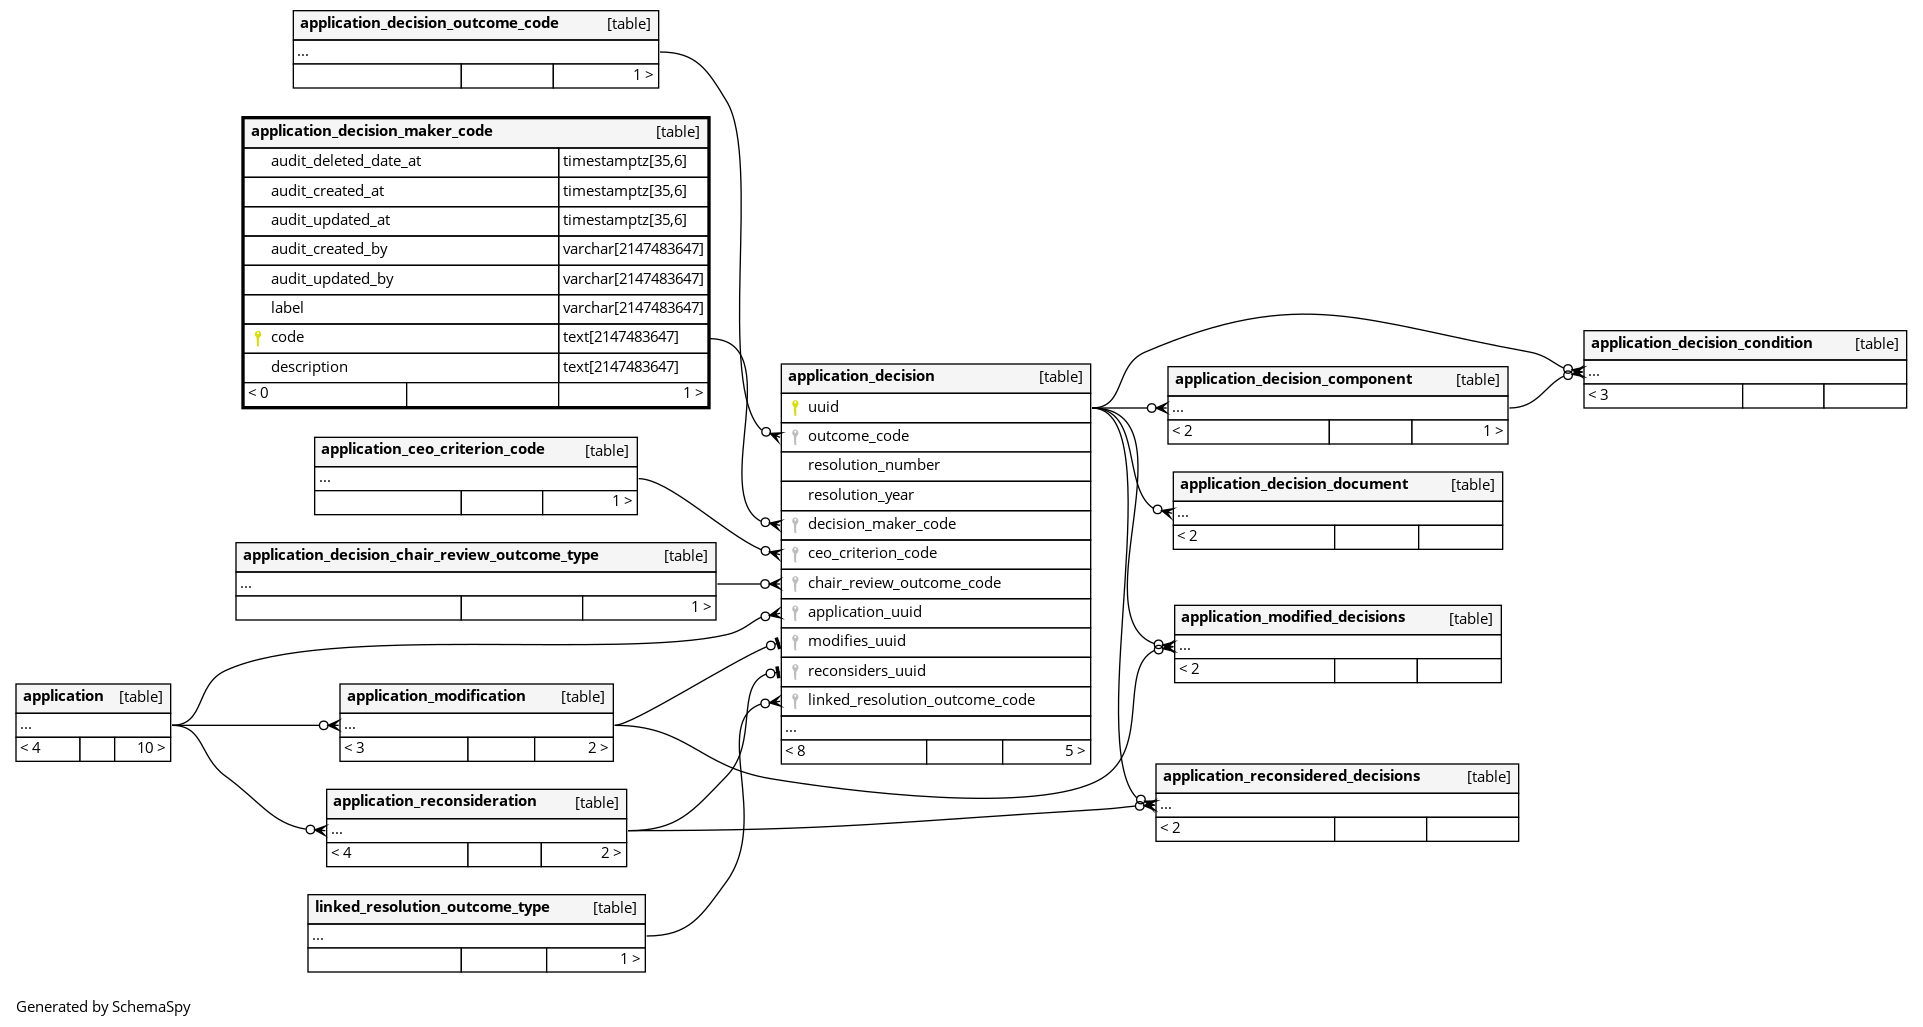 application_decision_outcome_code [table]
...
1 >
application_decision_maker_code [table]
audit_deleted_date_at timestamptz[35,6]
audit_created_at timestamptz[35,6]
audit_updated_at timestamptz[35,6]
audit_created_by varchar[2147483647]
audit_updated_by varchar[2147483647]
label varchar[2147483647]
code text[2147483647]
description text[2147483647]
< 0 1 >
application_ceo_criterion_code [table]
...
1 >
application_decision_chair_review_outcome_type [table]
...
1 >
application [table]
...
< 4 10 >
application_modification [table]
...
< 3 2 >
application_reconsideration [table]
...
< 4 2 >
linked_resolution_outcome_type [table]
...
1 >
application_decision [table]
uuid
outcome_code
resolution_number
resolution_year
decision_maker_code
ceo_criterion_code
chair_review_outcome_code
application_uuid
modifies_uuid
reconsiders_uuid
linked_resolution_outcome_code
...
< 8 5 >
application_decision_component [table]
...
< 2 1 >
application_decision_document [table]
...
< 2
application_modified_decisions [table]
...
< 2
application_reconsidered_decisions [table]
...
< 2
application_decision_condition [table]
...
< 3
Generated by SchemaSpy